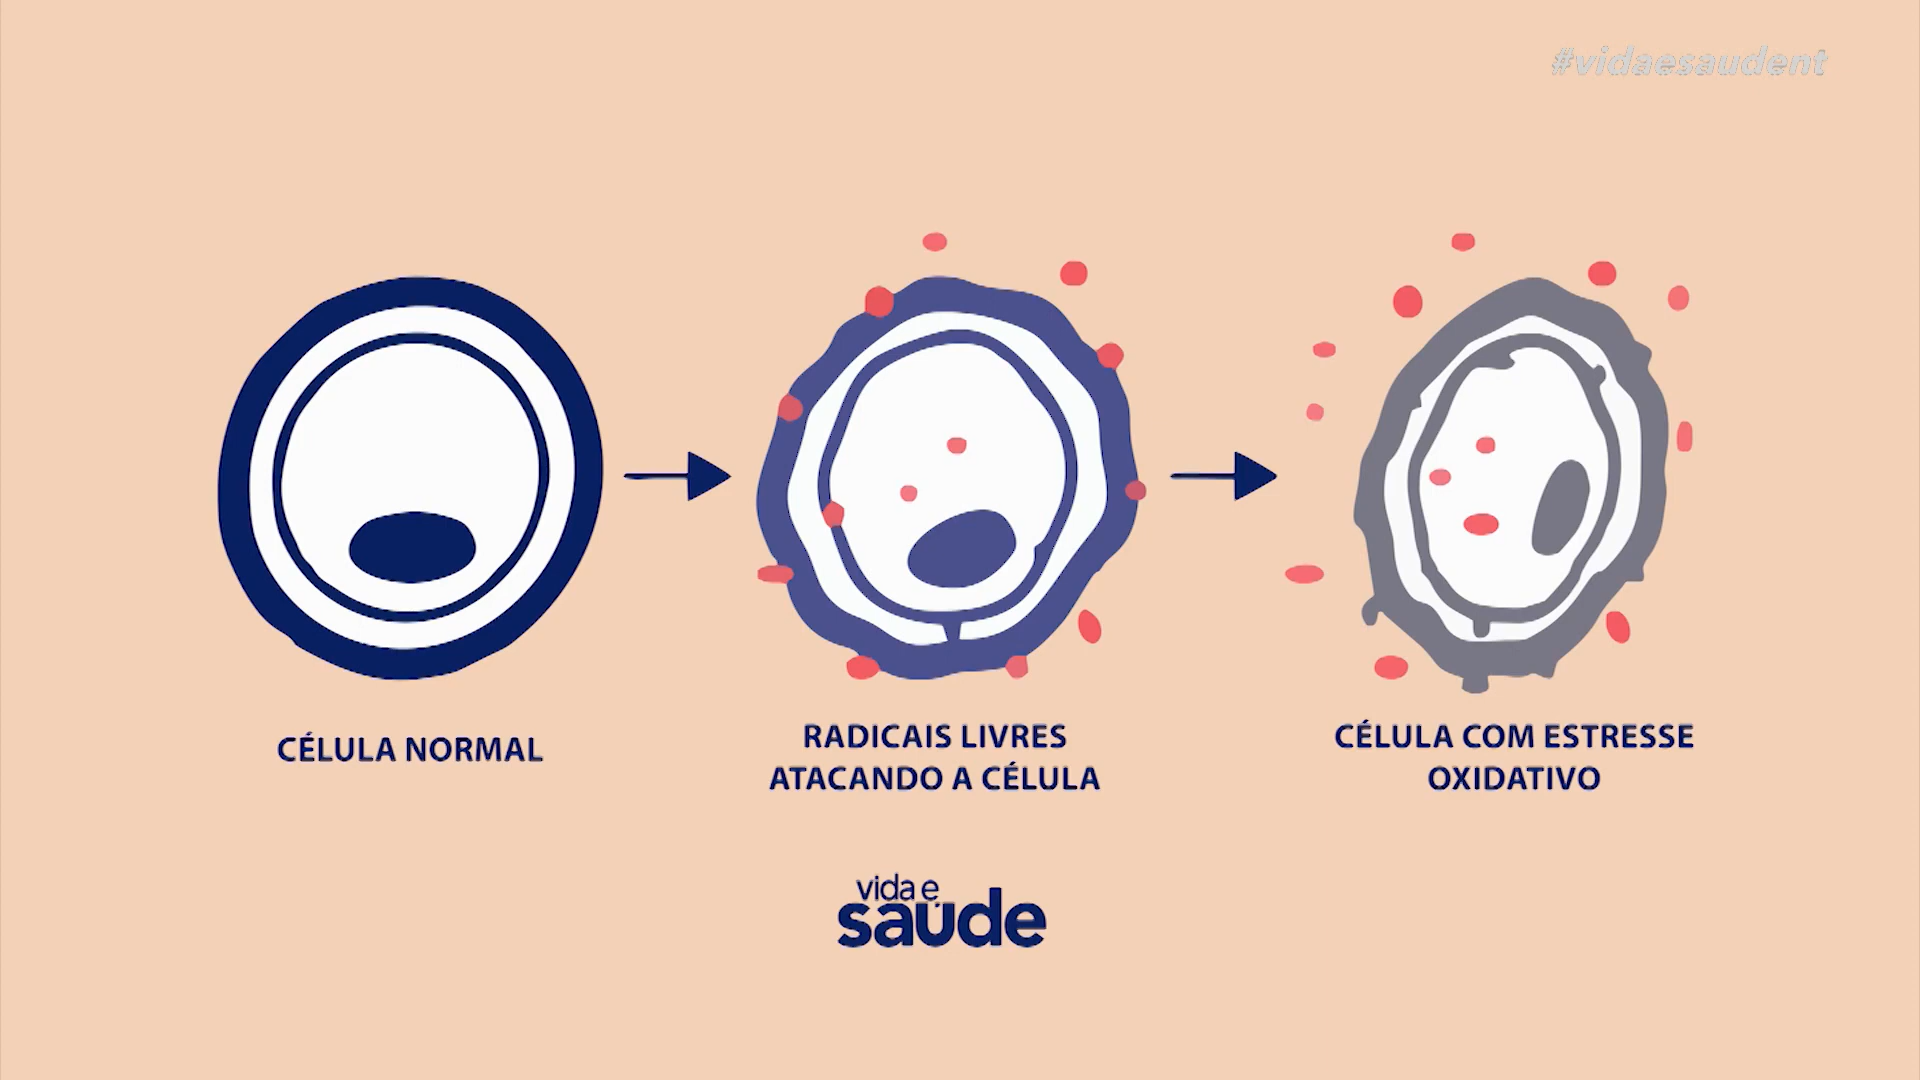 #vidaesaudent
CÉLULA NORMAL
RADICAIS LIVRES
ATACANDO A CÉLULA
CÉLULA COM ESTRESSE
OXIDATIVO
vida e
saúde